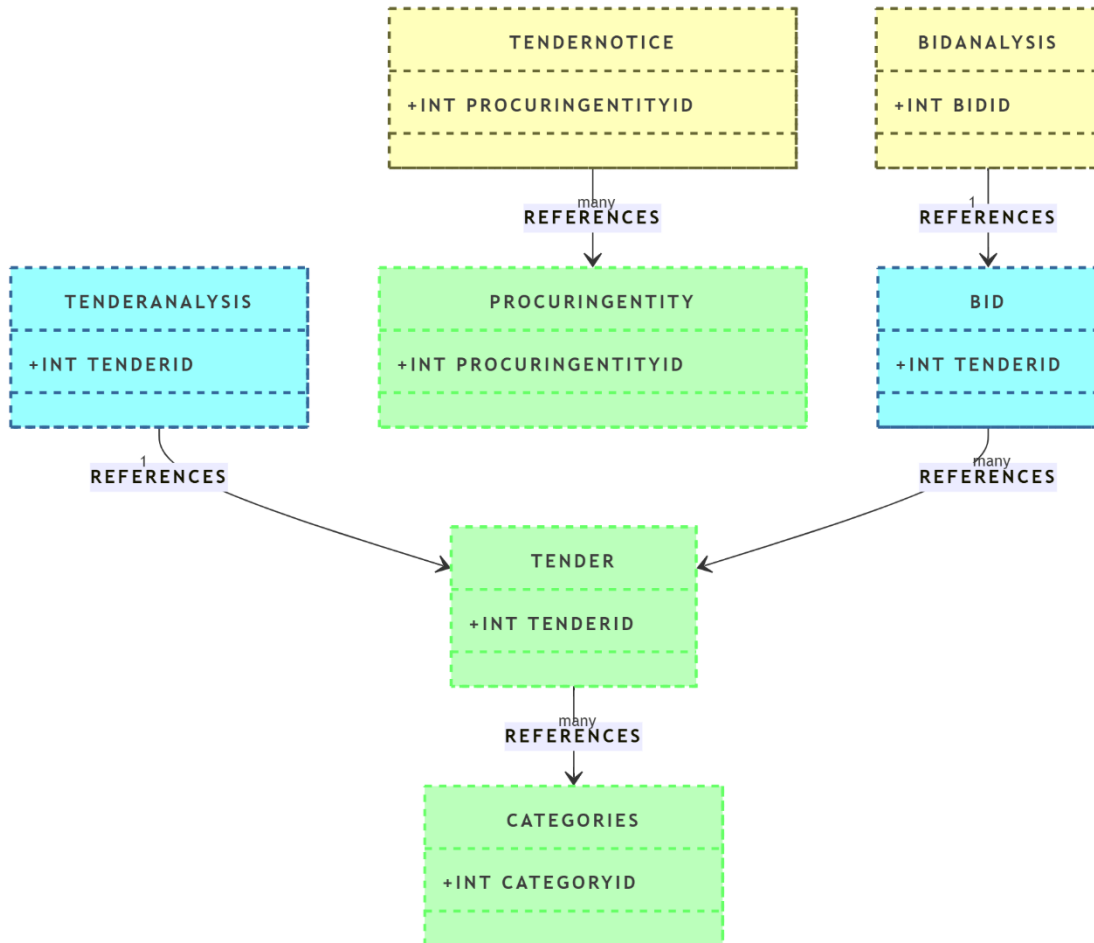 TENDERNOTICE
+INT PROCURINGENTITYID
BIDANALYSIS
+INT BIDID
many
REFERENCES
1
REFERENCES
TENDERANALYSIS
+INT TENDERID
PROCURINGENTITY
+INT PROCURINGENTITYID
BID
+INT TENDERID
1
REFERENCES
many
REFERENCES
TENDER
+INT TENDERID
many
REFERENCES
CATEGORIES
+INT CATEGORYID